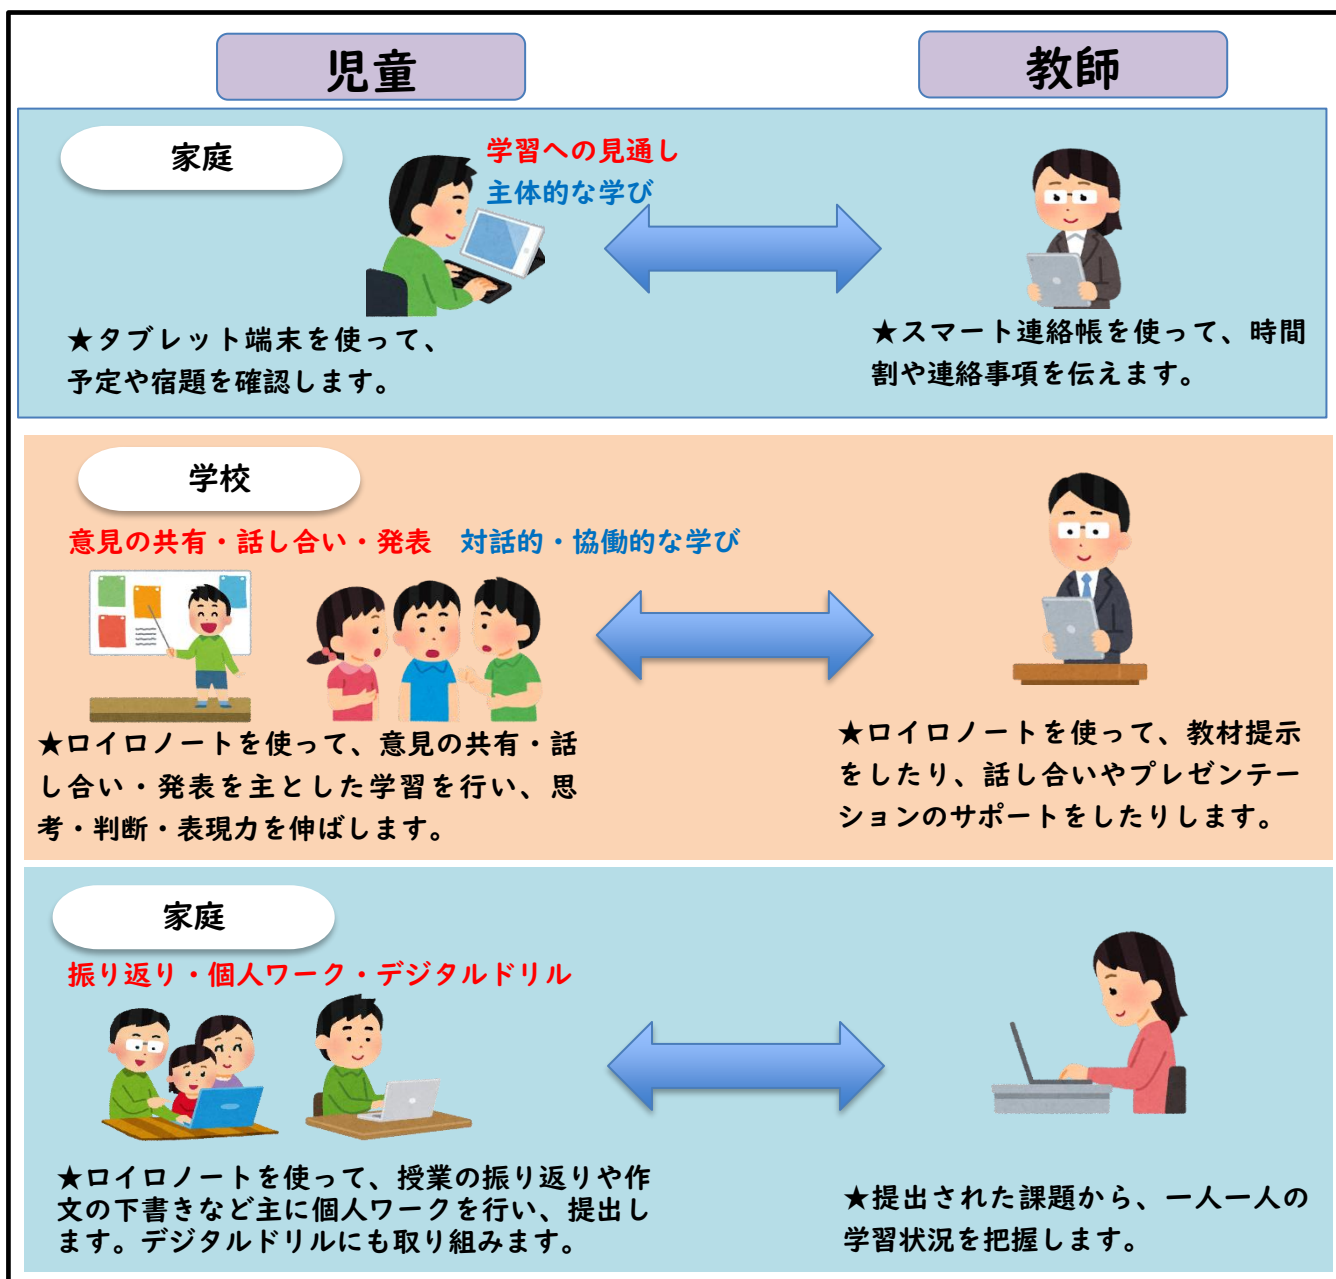 児童
教師
家庭
学習への見通し
主体的な学び
★タブレット端末を使って、
予定や宿題を確認します。
★スマート連絡帳を使って、時間
割や連絡事項を伝えます。
学校
意見の共有・話し合い・発表 対話的・協働的な学び
★ロイロノートを使って、意見の共有・話
し合い・発表を主とした学習を行い、思
考・判断・表現力を伸ばします。
★ロイロノートを使って、教材提示
をしたり、話し合いやプレゼンテー
ションのサポートをしたりします。
家庭
振り返り・個人ワーク・デジタルドリル
★ロイロノートを使って、授業の振り返りや作
文の下書きなど主に個人ワークを行い、提出し
ます。デジタルドリルにも取り組みます。
★提出された課題から、一人一人の
学習状況を把握します。